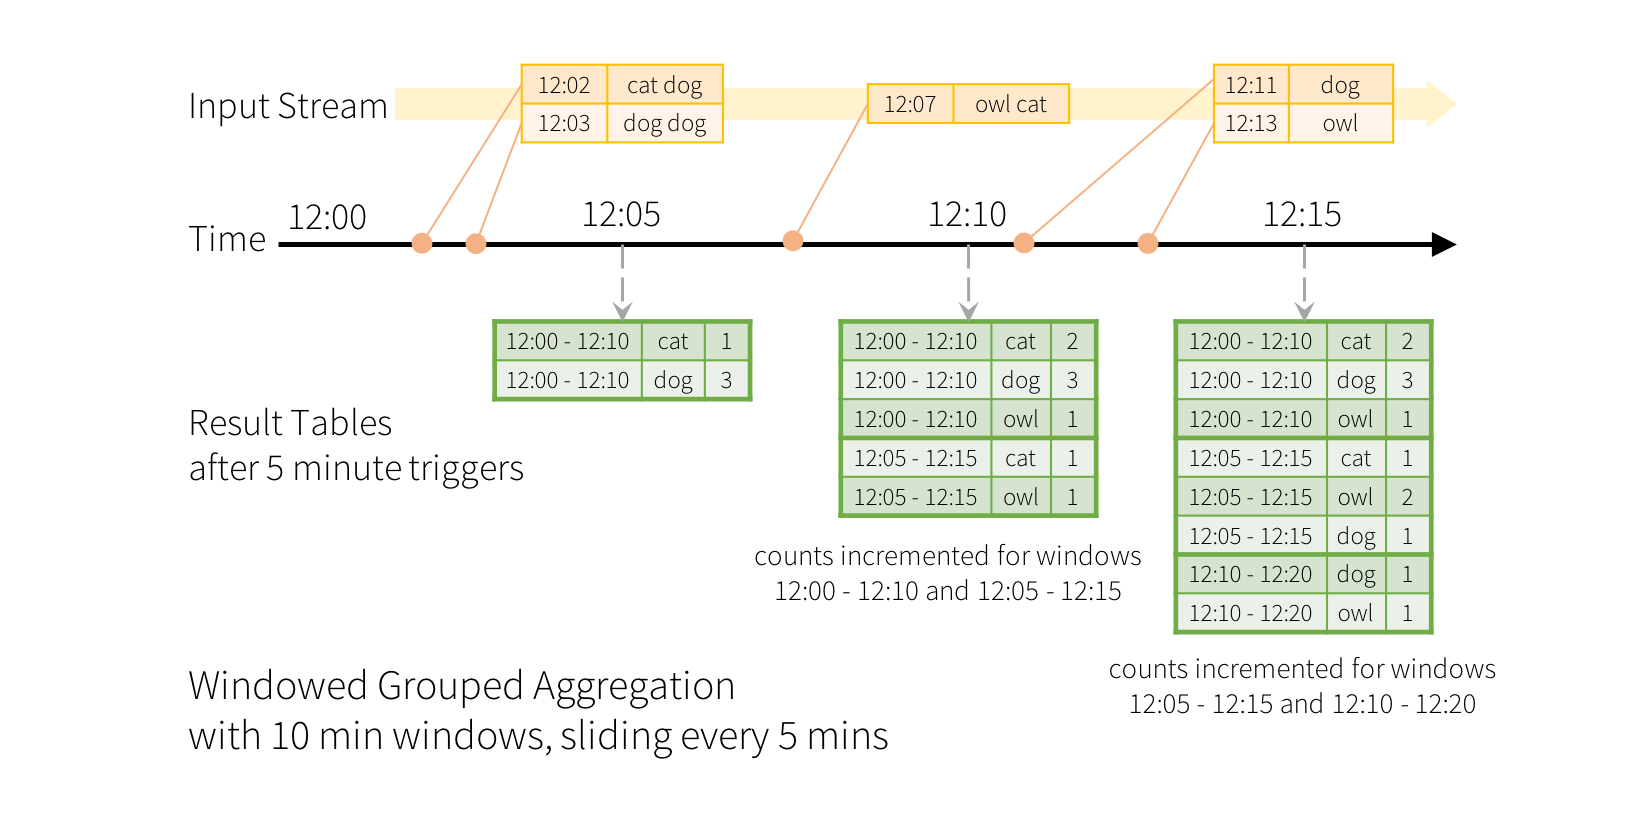 Input Stream
12:02 cat dog
12:03 dog dog
12:07 owl cat
12:11 dog
12:13 owl
Time
12:00 12:05 12:10 12:15
12:00 - 12:10 cat 1
12:00 - 12:10 dog 3
12:00 - 12:10 cat 2
12:00 - 12:10 dog 3
12:00 - 12:10 owl 1
12:05 - 12:15 cat 1
12:05 - 12:15 owl 1
12:00 - 12:10 cat 2
12:00 - 12:10 dog 3
12:00 - 12:10 owl 1
12:05 - 12:15 cat 1
12:05 - 12:15 owl 2
12:05 - 12:15 dog 1
12:10 - 12:20 dog 1
12:10 - 12:20 owl 1
Result Tables
after 5 minute triggers
counts incremented for windows
12:00 - 12:10 and 12:05 - 12:15
counts incremented for windows
12:05 - 12:15 and 12:10 - 12:20
Windowed Grouped Aggregation
with 10 min windows, sliding every 5 mins